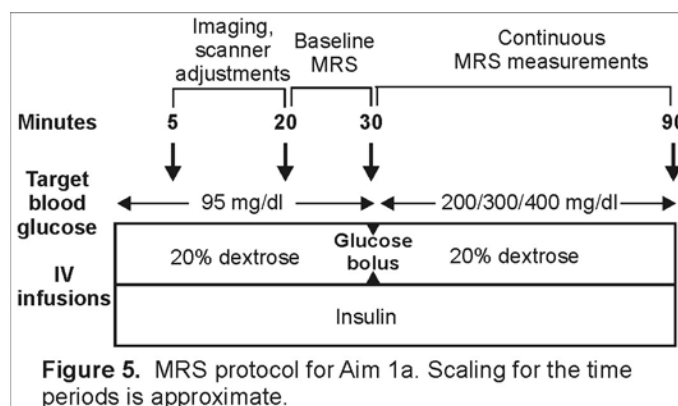 Imaging,
scanner
adjustments
Baseline
MRS
Continuous
MRS measurements
Minutes 5 20 30 90
Target
blood
glucose
95 mg/dl 200/300/400 mg/dl
IV
infusions
20% dextrose
Glucose
bolus
20% dextrose
Insulin
Figure 5. MRS protocol for Aim 1a. Scaling for the time
periods is approximate.